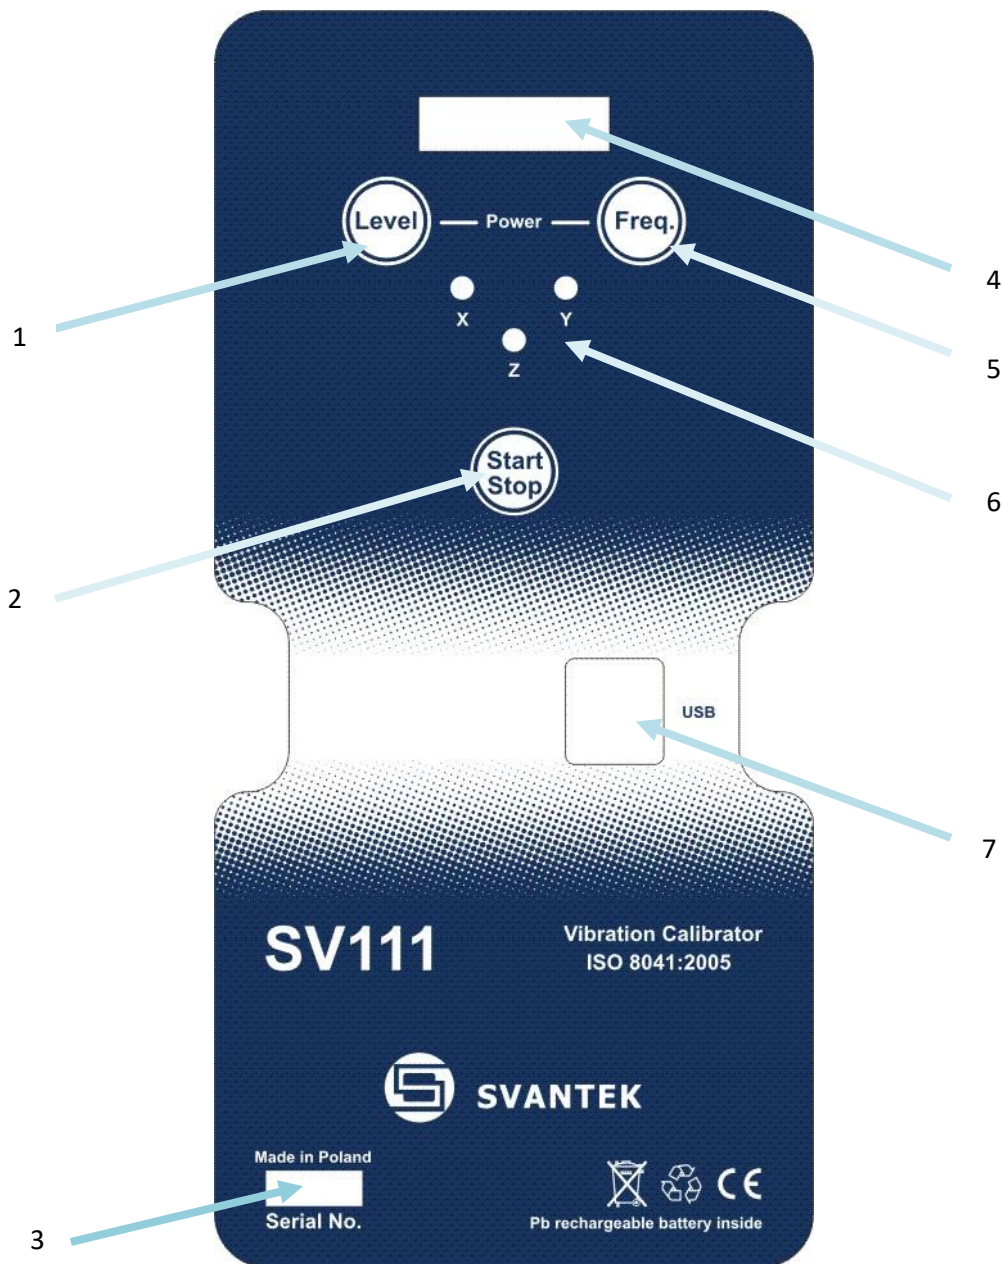 Level
Power
Freq.
4
1
X
Y
5
Z
Start
Stop
6
2
USB
7
SV111
Vibration Calibrator
ISO 8041:2005
SVANTEK
Made in Poland
Serial No.
Pb rechargeable battery inside
CE
3